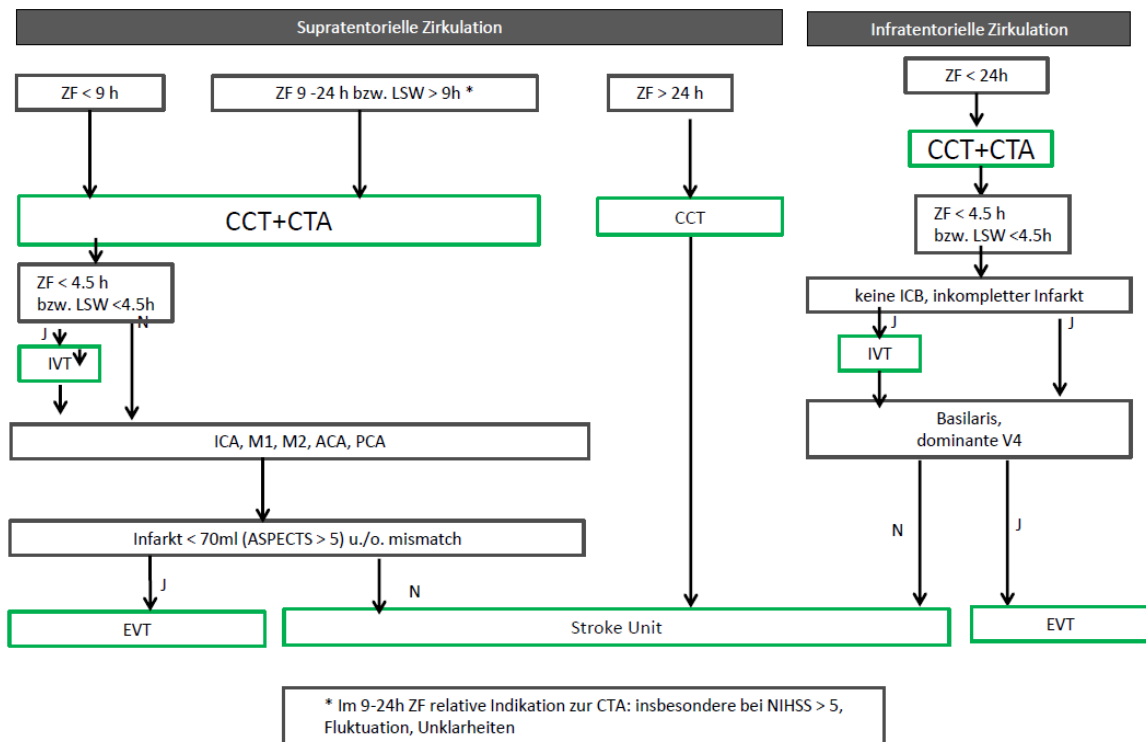 Supratentorielle Zirkulation
Infratentorielle Zirkulation
ZF < 9 h
ZF 9 -24 h bzw. LSW > 9h *
ZF > 24 h
ZF < 24h
CCT+CTA
CCT
CCT+CTA
ZF < 4.5 h
bzw. LSW <4.5h
J
N
IVT
ICA, M1, M2, ACA, PCA
Infarkt < 70ml (ASPECTS > 5) u./o. mismatch
J
N
EVT
Stroke Unit
ZF < 4.5 h
bzw. LSW <4.5h
keine ICB, inkompletter Infarkt
J
J
IVT
Basilaris,
dominante V4
N
J
EVT
* Im 9-24h ZF relative Indikation zur CTA: insbesondere bei NIHSS > 5,
Fluktuation, Unklarheiten